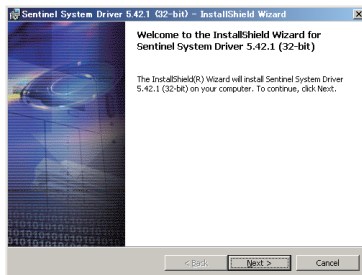 Sentinel System Driver 5.42.1 (32-bit) - InstallShield Wizard
Welcome to the InstallShield Wizard for
Sentinel System Driver 5.42.1 (32-bit)
The InstallShield(R) Wizard will install Sentinel System Driver
5.42.1 (32-bit) on your computer. To continue, click Next.
< Back
Next >
Cancel